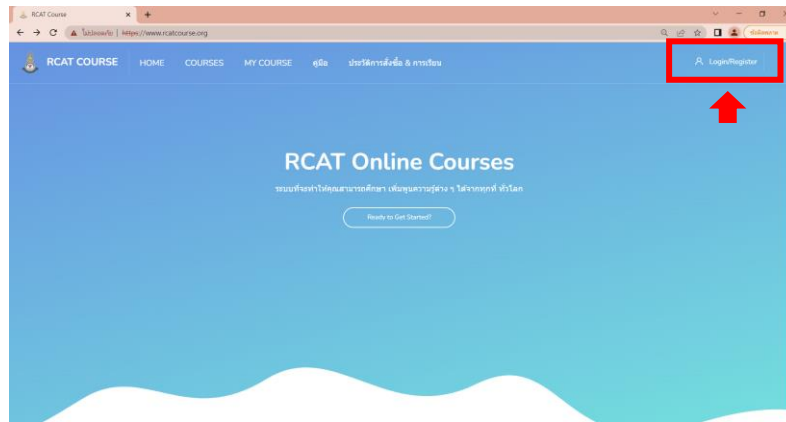 RCAT Course
ไม่ปลอดภัย | https://www.rcatcourse.org
RCAT COURSE HOME COURSES MY COURSE คู่มือ ประวัติการสั่งซื้อ & การเรียน Login/Register
RCAT Online Courses
ระบบที่จะทำให้คุณสามารถศึกษา เพิ่มพูนความรู้ต่าง ๆ ได้จากทุกที่ ทั่วโลก
Ready to Get Started?